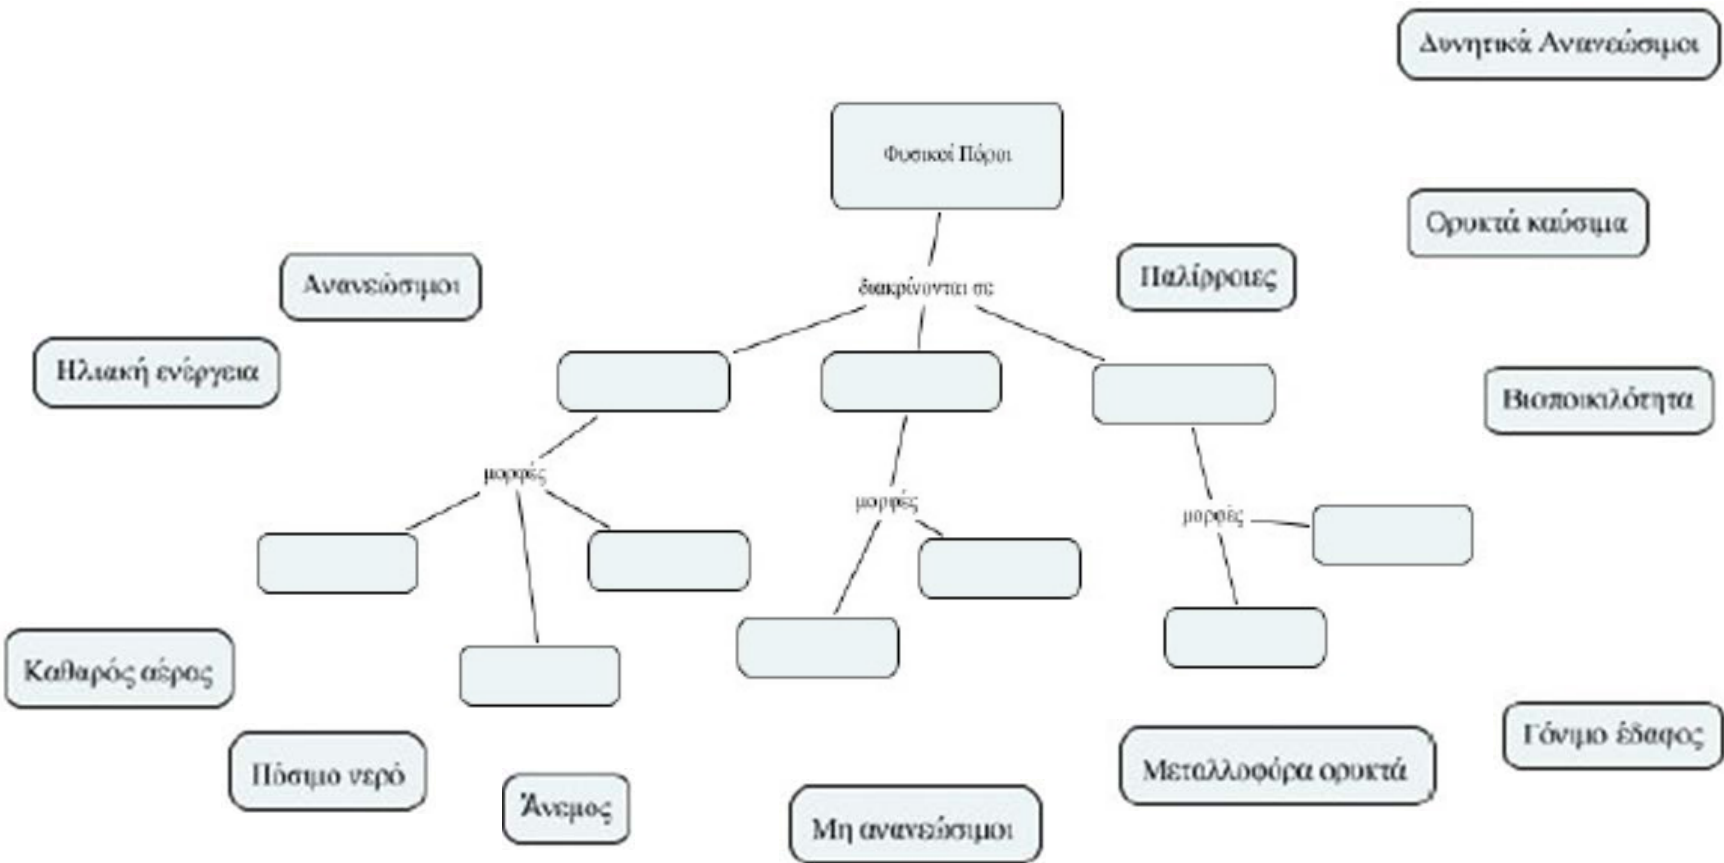 Δυνητικά Ανανεώσιμοι
Φυσικοί Πόροι
Ορυκτά καύσιμα
Ανανεώσιμοι
διακρίνονται σε
Παλίρροιες
Ηλιακή ενέργεια
Βιοποικιλότητα
μορφές
μορφές
μορφές
Καθαρός αέρας
Πόσιμο νερό
Άνεμος
Μη ανανεώσιμοι
Μεταλλοφόρα ορυκτά
Γόνιμο έδαφος